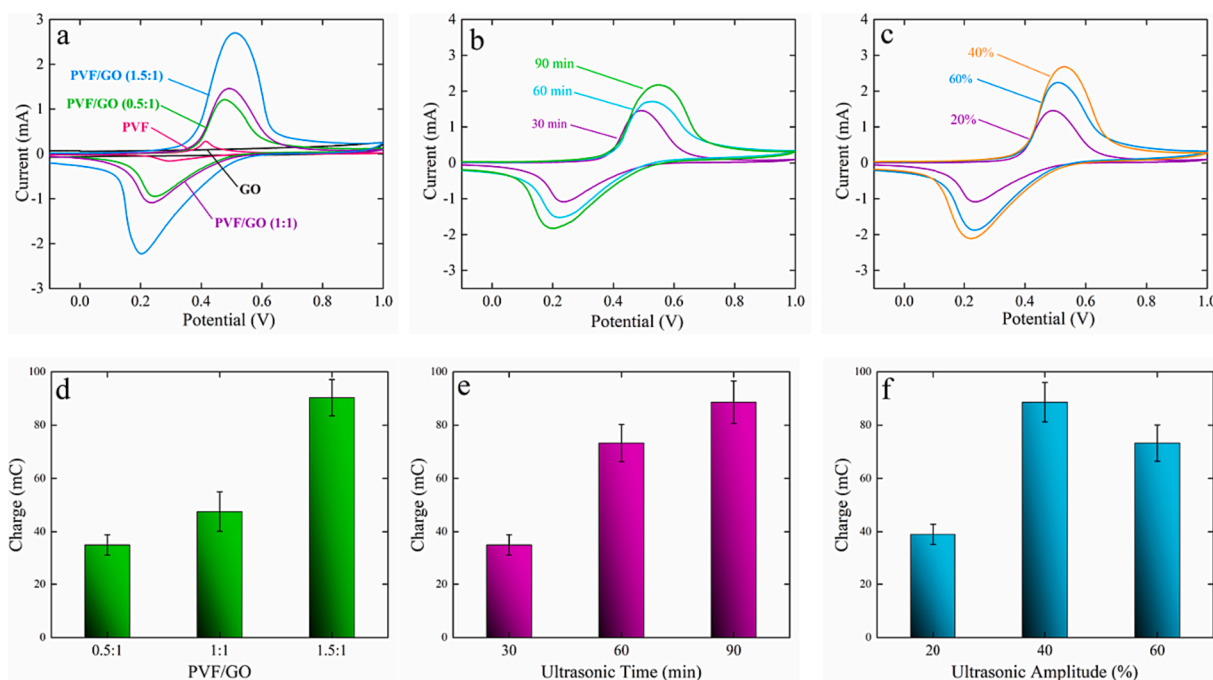 a
PVF/GO (1.5:1)
PVF/GO (0.5:1)
PVF
GO
PVF/GO (1:1)
3
2
1
0
-1
-2
-3
Current (mA)
0.0 0.2 0.4 0.6 0.8 1.0
Potential (V)
b
90 min
60 min
30 min
4
3
2
1
0
-1
-2
-3
Current (mA)
0.0 0.2 0.4 0.6 0.8 1.0
Potential (V)
c
40%
60%
20%
4
3
2
1
0
-1
-2
-3
Current (mA)
0.0 0.2 0.4 0.6 0.8 1.0
Potential (V)
d
100
80
60
40
20
0
Charge (mC)
0.5:1 1:1 1.5:1
PVF/GO
e
100
80
60
40
20
0
Charge (mC)
30 60 90
Ultrasonic Time (min)
f
100
80
60
40
20
0
Charge (mC)
20 40 60
Ultrasonic Amplitude (%)